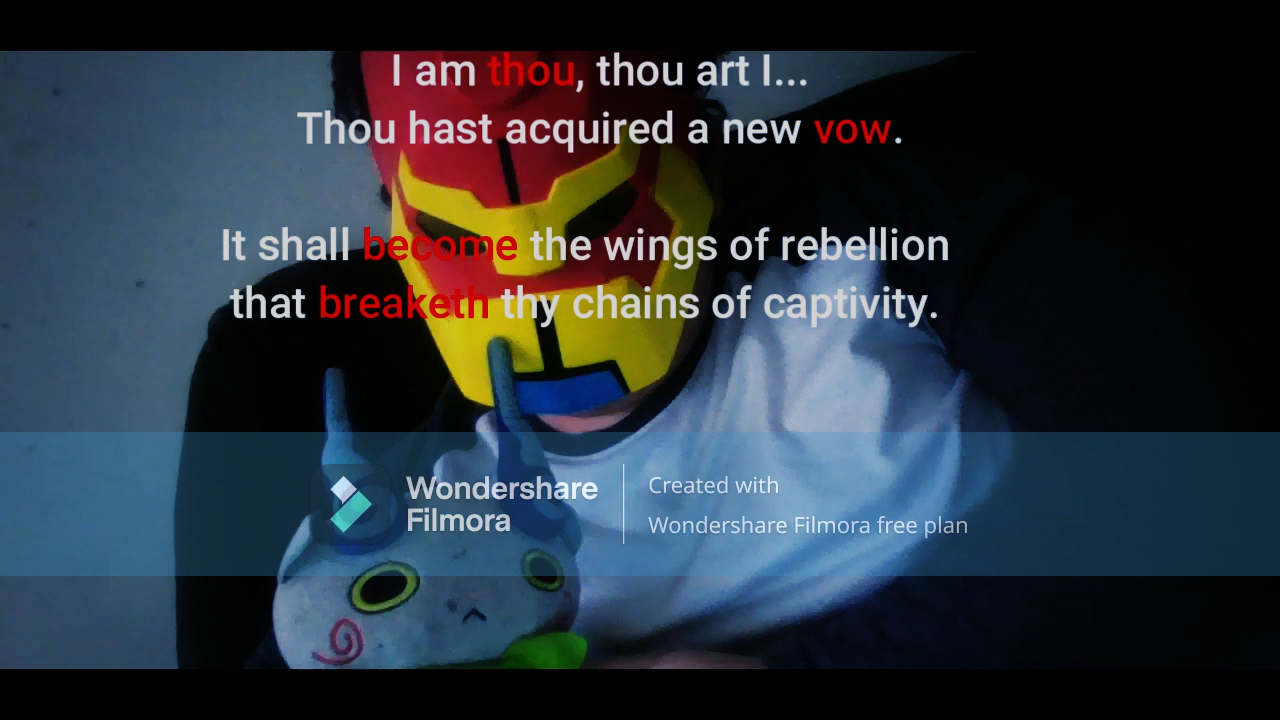 I am thou, thou art I...
Thou hast acquired a new vow.
It shall become the wings of rebellion
that breaketh thy chains of captivity.
Wondershare
Filmora
Created with
Wondershare Filmora free plan